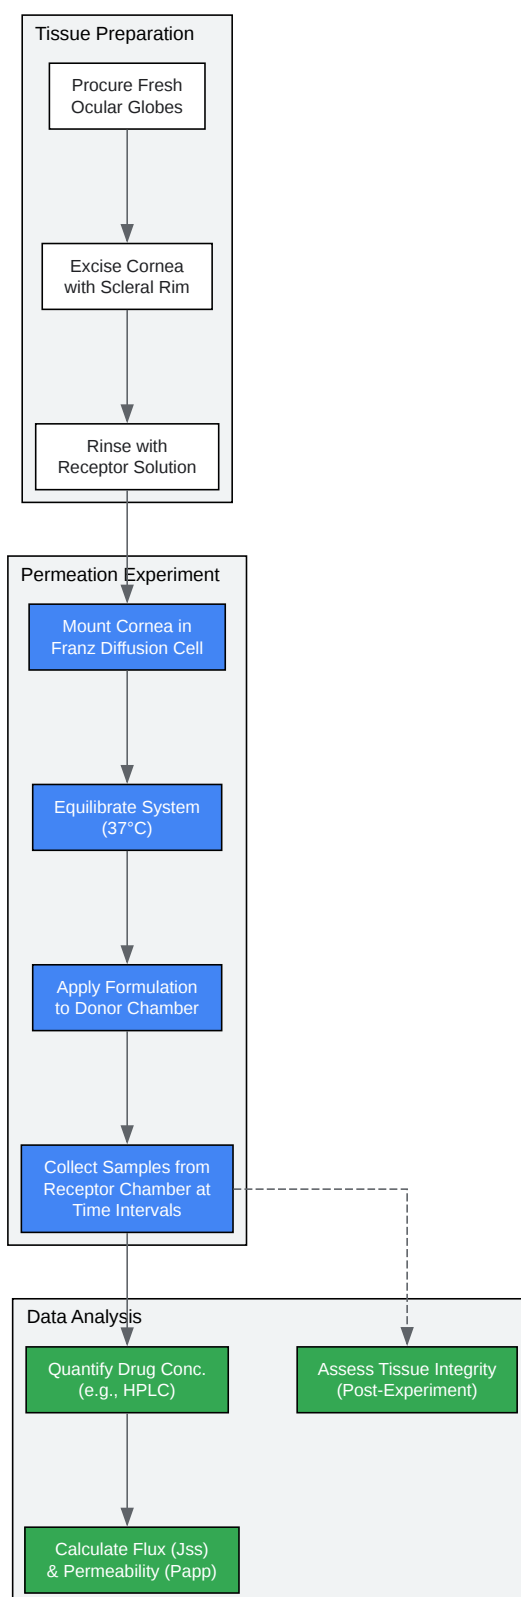 Tissue Preparation
Procure Fresh
Ocular Globes
Excise Cornea
with Scleral Rim
Rinse with
Receptor Solution
Permeation Experiment
Mount Cornea in
Franz Diffusion Cell
Equilibrate System
(37°C)
Apply Formulation
to Donor Chamber
Collect Samples from
Receptor Chamber at
Time Intervals
Data Analysis
Quantify Drug Conc.
(e.g., HPLC)
Assess Tissue Integrity
(Post-Experiment)
Calculate Flux (Jss)
& Permeability (Papp)